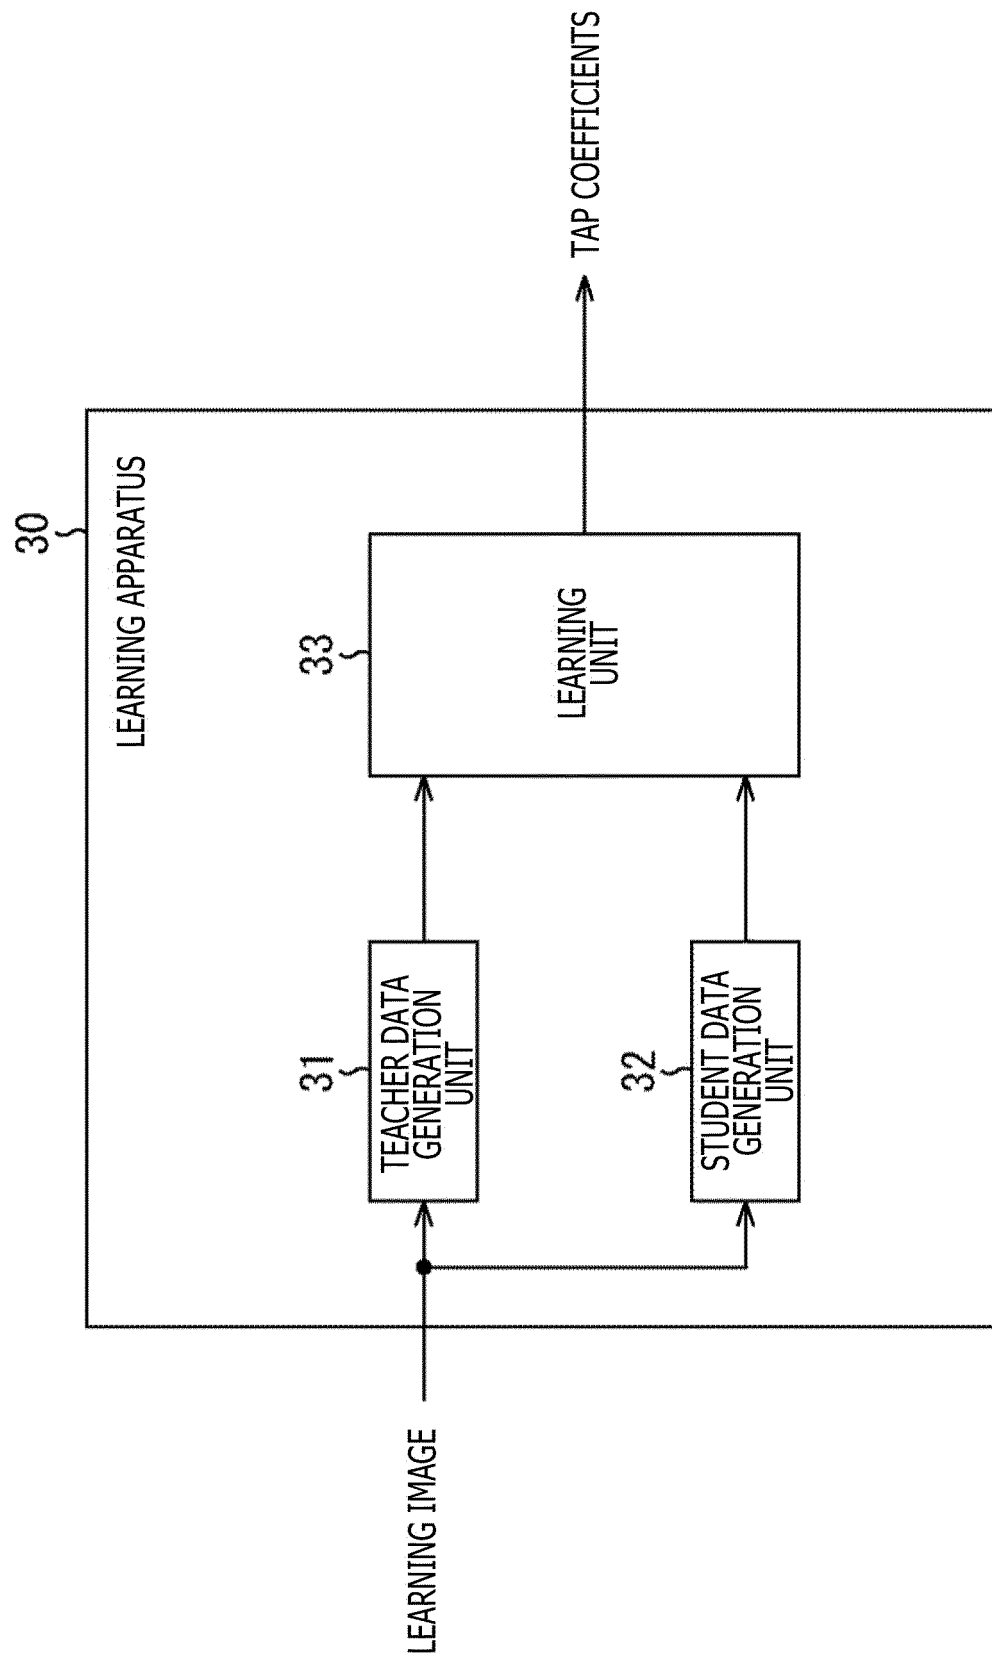 30
LEARNING APPARATUS
LEARNING IMAGE
31
TEACHER DATA
GENERATION
UNIT
32
STUDENT DATA
GENERATION
UNIT
33
LEARNING
UNIT
TAP COEFFICIENTS